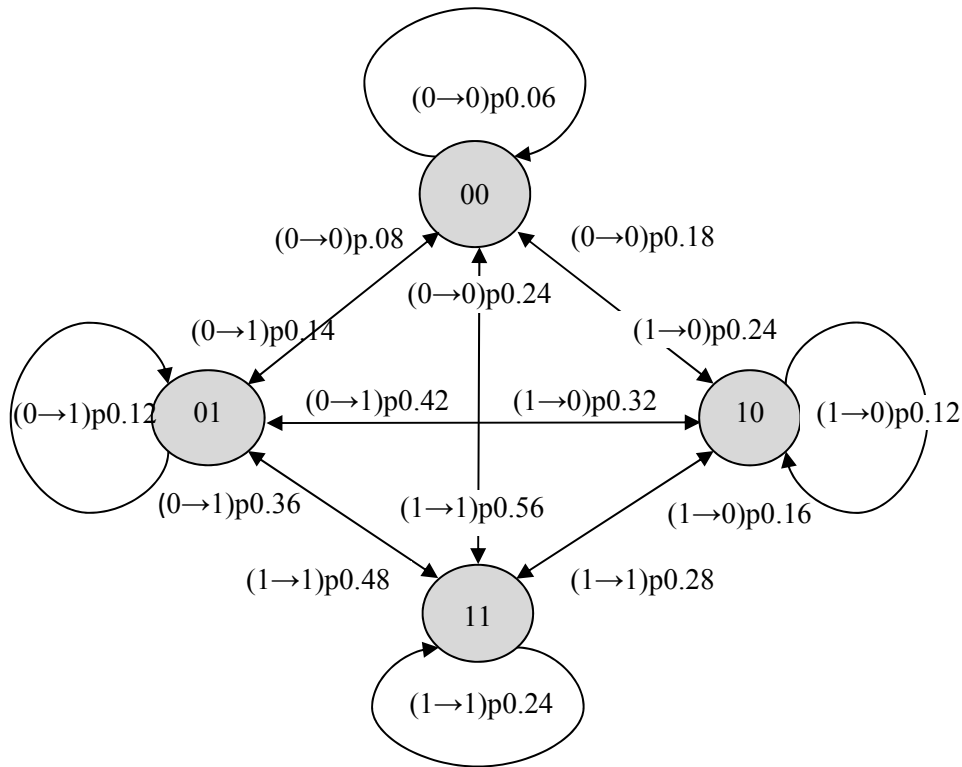 (0→0)p0.06
00
(0→0)p.08
(0→0)p0.18
(0→0)p0.24
(0→1)p0.14
(1→0)p0.24
(0→1)p0.12
01
(0→1)p0.42
(1→0)p0.32
10
(1→0)p0.12
(0→1)p0.36
(1→1)p0.56
(1→0)p0.16
(1→1)p0.48
(1→1)p0.28
11
(1→1)p0.24